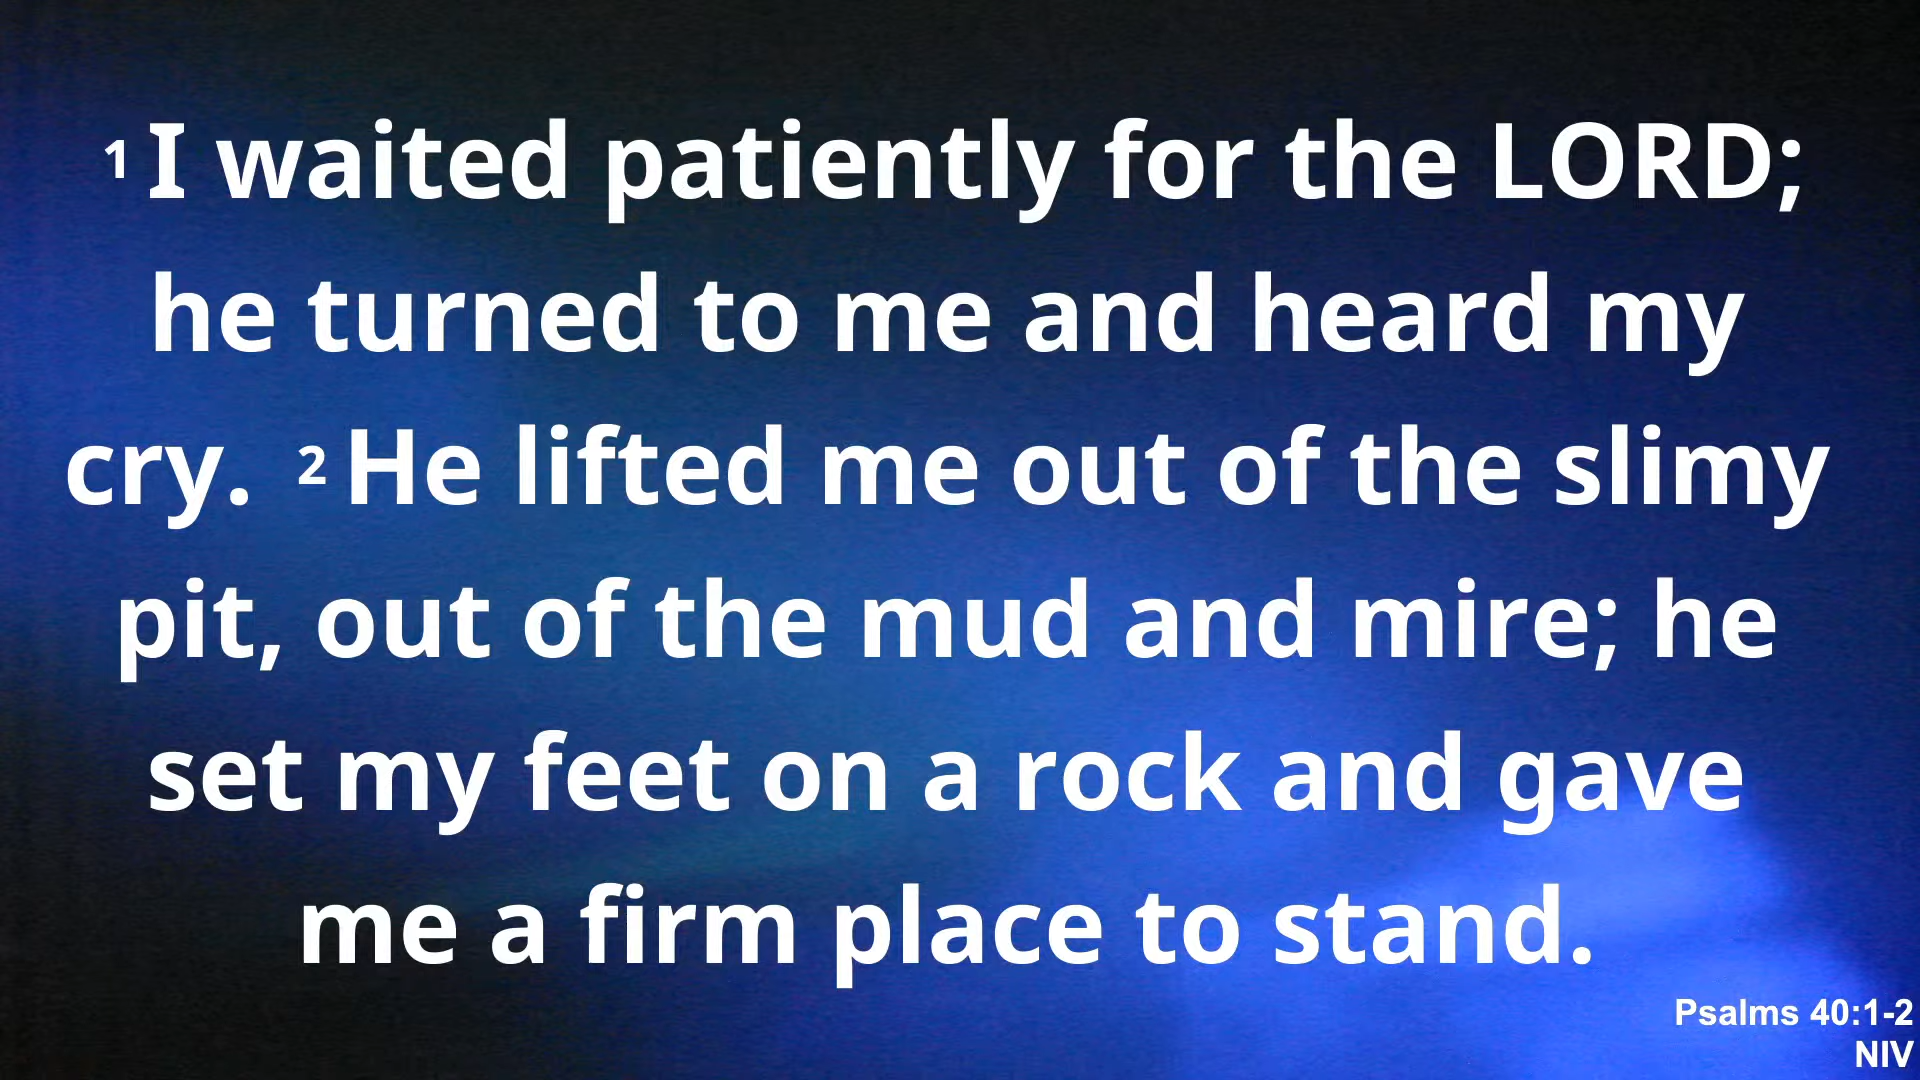 1 I waited patiently for the LORD;
he turned to me and heard my
cry. 2 He lifted me out of the slimy
pit, out of the mud and mire; he
set my feet on a rock and gave
me a firm place to stand.
Psalms 40:1-2
NIV